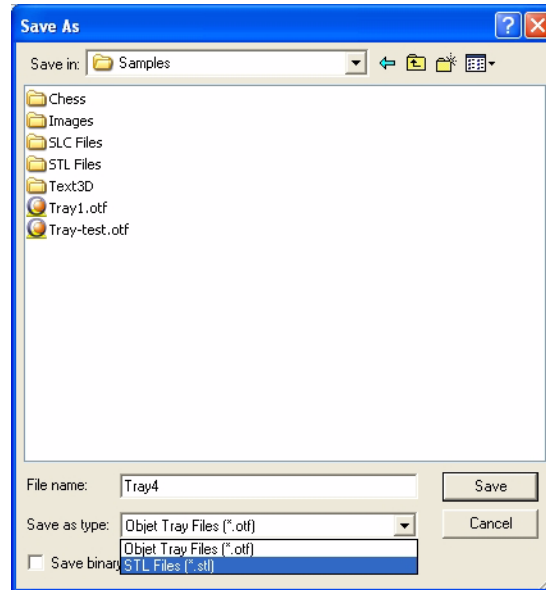 Save As
Save in: Samples
Chess
Images
SLC Files
STL Files
Text3D
Tray1.otf
Tray-test.otf
File name: Tray4 Save
Save as type: Objet Tray Files (*.otf) Cancel
Objet Tray Files (*.otf)
Save binary STL Files (*.stl)